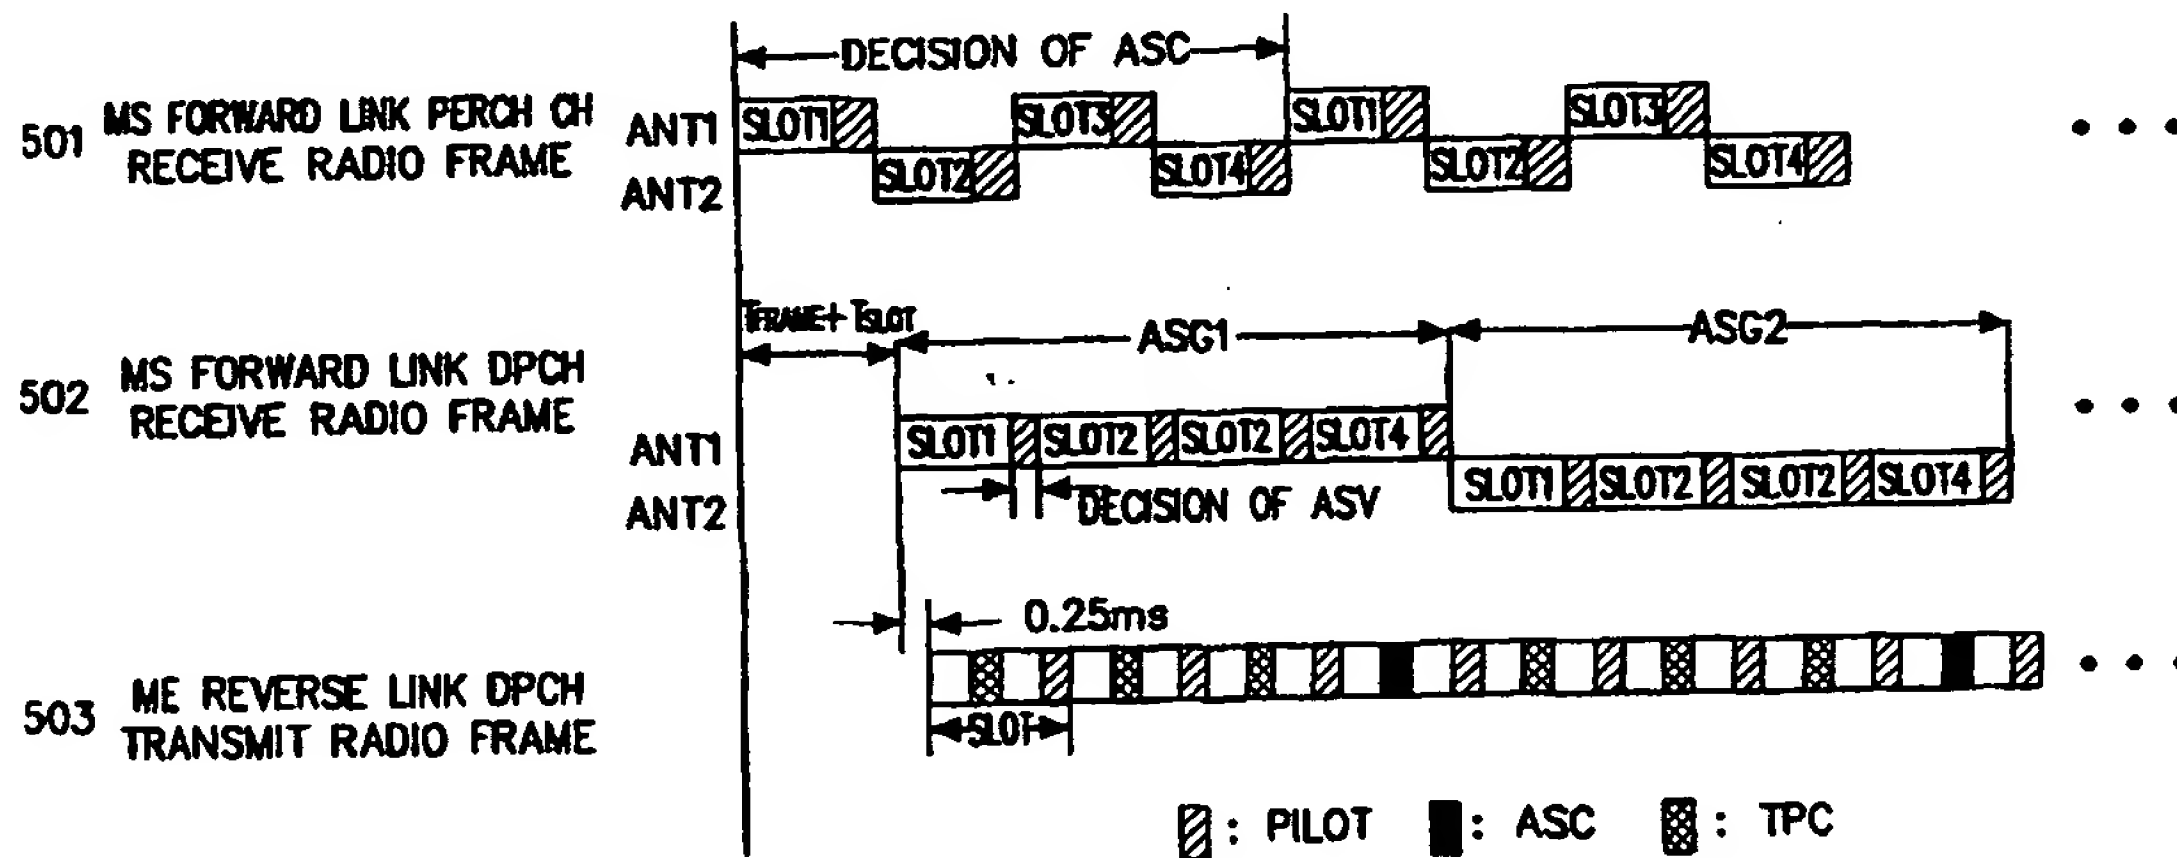 DECISION OF ASC
501 MS FORWARD LINK PERCH CH
RECEIVE RADIO FRAME
ANT1 SLOT1 SLOT3 SLOT1 SLOT3
ANT2 SLOT2 SLOT4 SLOT2 SLOT4
TFRAME+ TSLOT
ASG1
ASG2
502 MS FORWARD LINK DPCH
RECEIVE RADIO FRAME
ANT1 SLOT1 SLOT2 SLOT2 SLOT4
ANT2 SLOT1 SLOT2 SLOT2 SLOT4
DECISION OF ASV
0.25ms
503 ME REVERSE LINK DPCH
TRANSMIT RADIO FRAME
SLOT
: PILOT : ASC : TPC